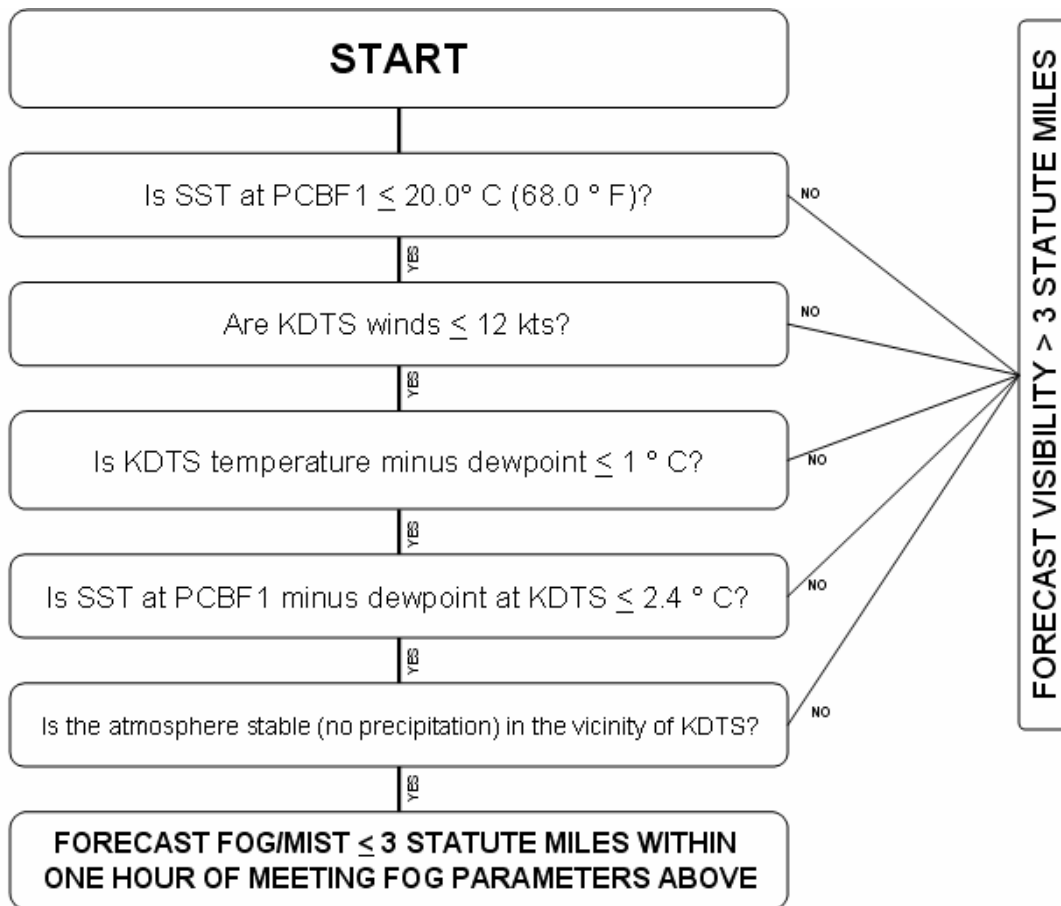 START
Is SST at PCBF1 ≤ 20.0° C (68.0 ° F)?
NO
YES
Are KDTS winds ≤ 12 kts?
NO
YES
Is KDTS temperature minus dewpoint ≤ 1 ° C?
NO
YES
Is SST at PCBF1 minus dewpoint at KDTS ≤ 2.4 ° C?
NO
YES
Is the atmosphere stable (no precipitation) in the vicinity of KDTS?
NO
YES
FORECAST FOG/MIST ≤ 3 STATUTE MILES WITHIN
ONE HOUR OF MEETING FOG PARAMETERS ABOVE
FORECAST VISIBILITY > 3 STATUTE MILES